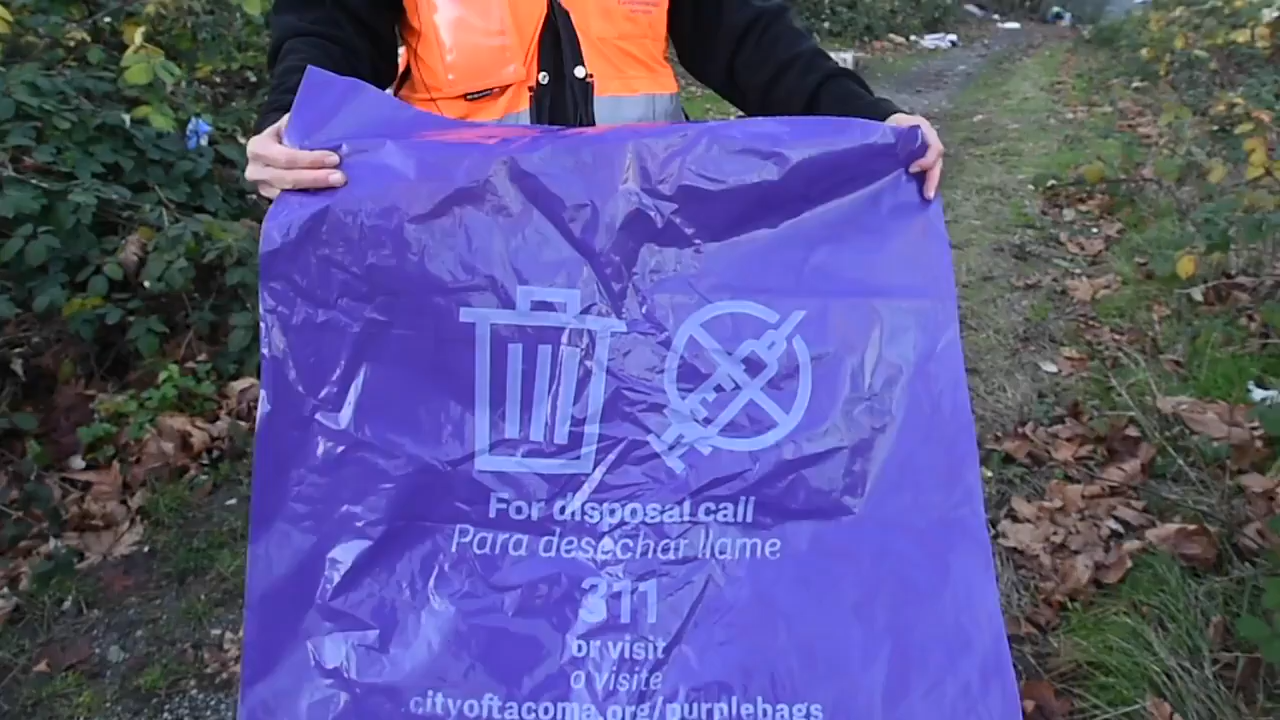 For disposal call
Para desechar llame
311
or visit
o visite
cityoftacoma.org/purplebags